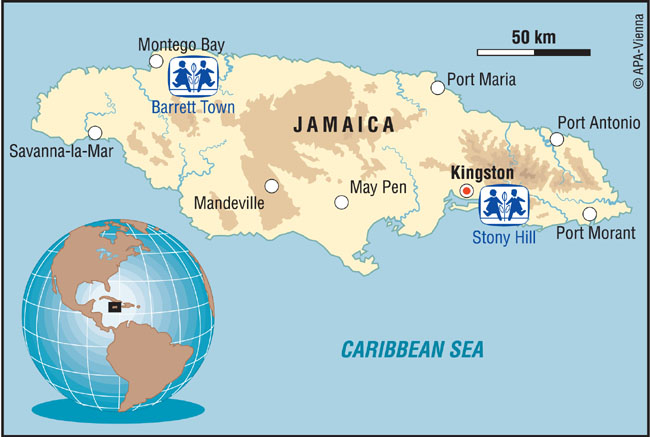 50 km
© APA-Vienna
Montego Bay
Barrett Town
Port Maria
JAMAICA
Port Antonio
Savanna-la-Mar
Kingston
Mandeville
May Pen
Stony Hill
Port Morant
CARIBBEAN SEA